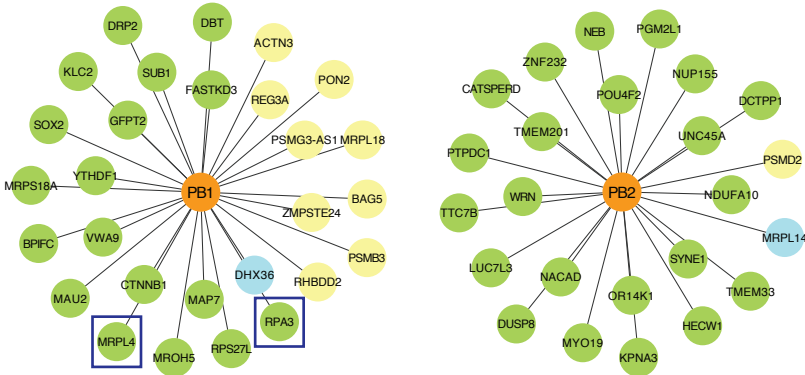 DRP2
DBT
ACTN3
KLC2
SUB1
FASTKD3
PON2
REG3A
GFPT2
SOX2
PSMG3-AS1
MRPL18
YTHDF1
MRPS18A
PB1
BAG5
ZMPSTE24
BPIFC
VWA9
PSMB3
DHX36
RHBDD2
CTNNB1
MAU2
MAP7
RPA3
MRPL4
MROH5
RPS27L
NEB
PGM2L1
ZNF232
NUP155
CATSPERD
POU4F2
DCTPP1
TMEM201
UNC45A
PTPDC1
PSMD2
PB2
WRN
NDUFA10
TTC7B
MRPL14
LUC7L3
NACAD
SYNE1
OR14K1
TMEM33
DUSP8
HECW1
MYO19
KPNA3